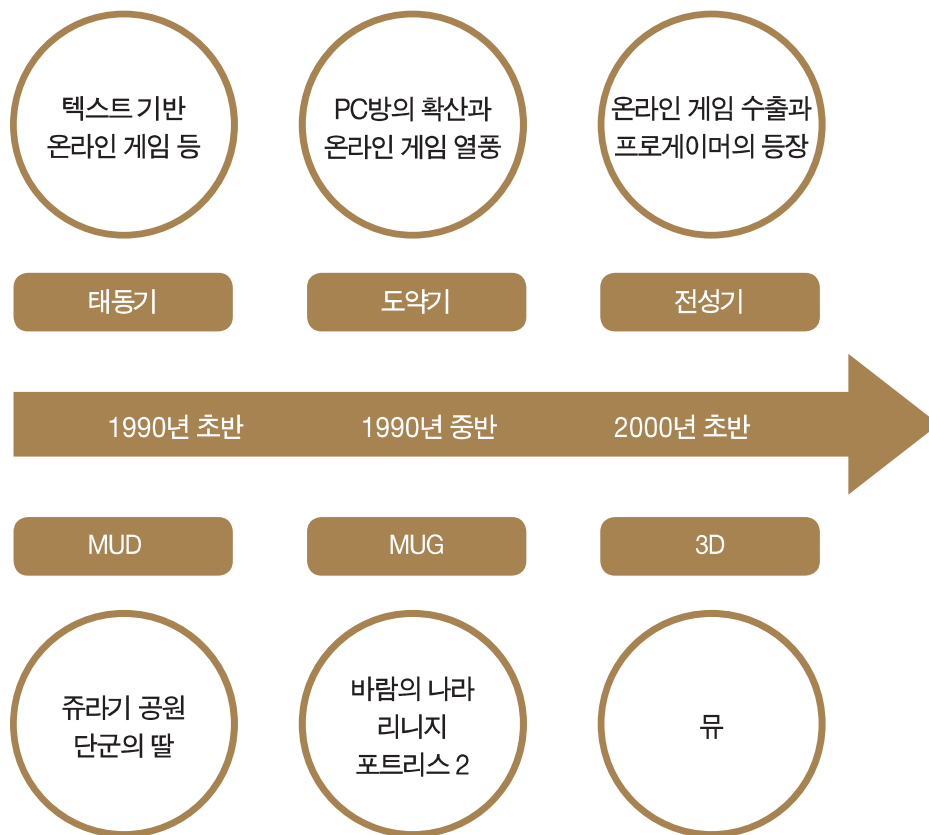 텍스트 기반
온라인 게임 등
PC방의 확산과
온라인 게임 열풍
온라인 게임 수출과
프로게이머의 등장
태동기
도약기
전성기
1990년 초반
1990년 중반
2000년 초반
MUD
MUG
3D
쥬라기 공원
단군의 딸
바람의 나라
리니지
포트리스 2
뮤